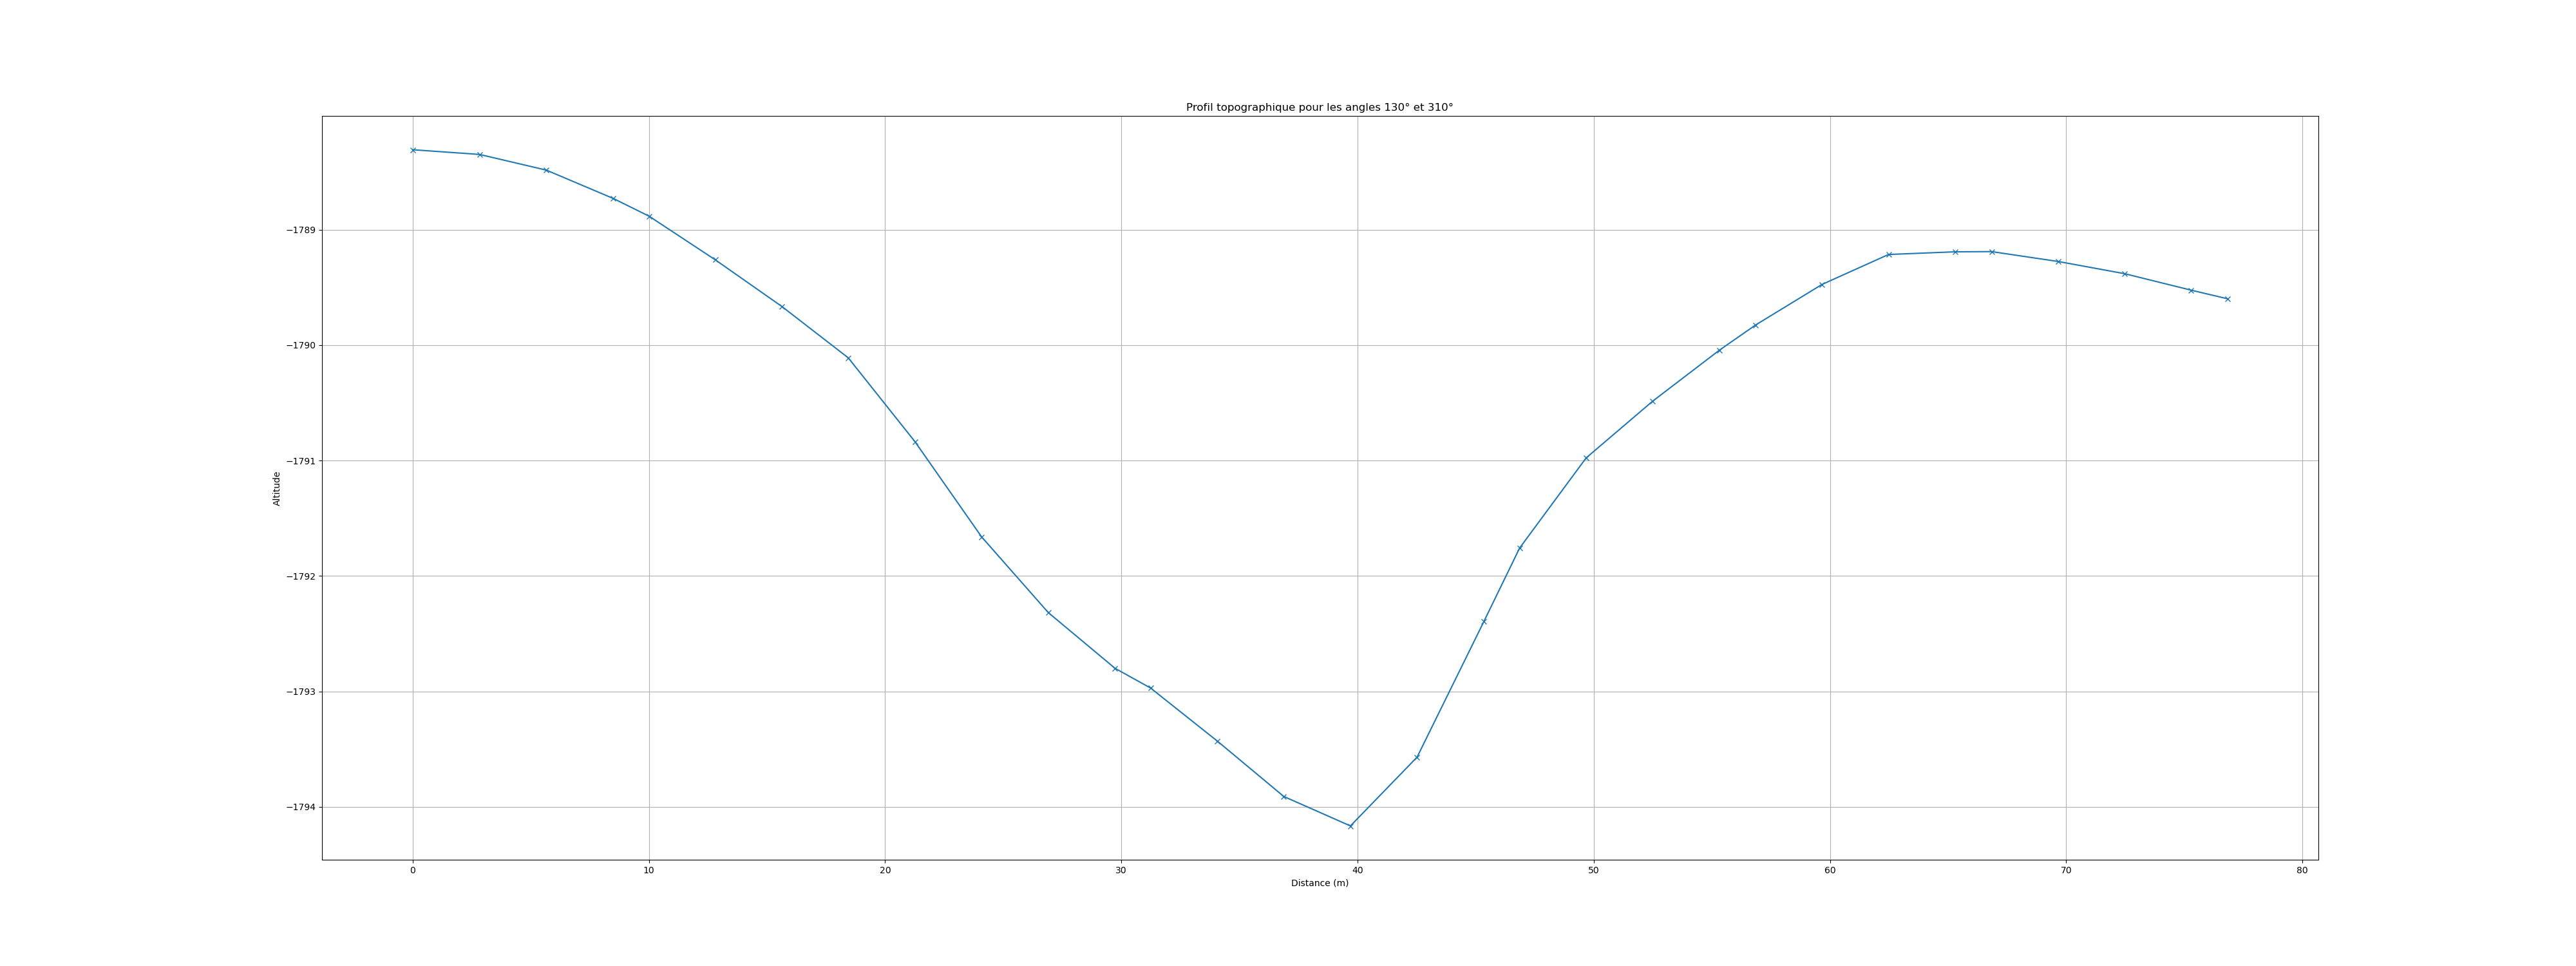 Profil topographique pour les angles 130° et 310°
Altitude
−1789
−1790
−1791
−1792
−1793
−1794
0 10 20 30 40 50 60 70 80
Distance (m)